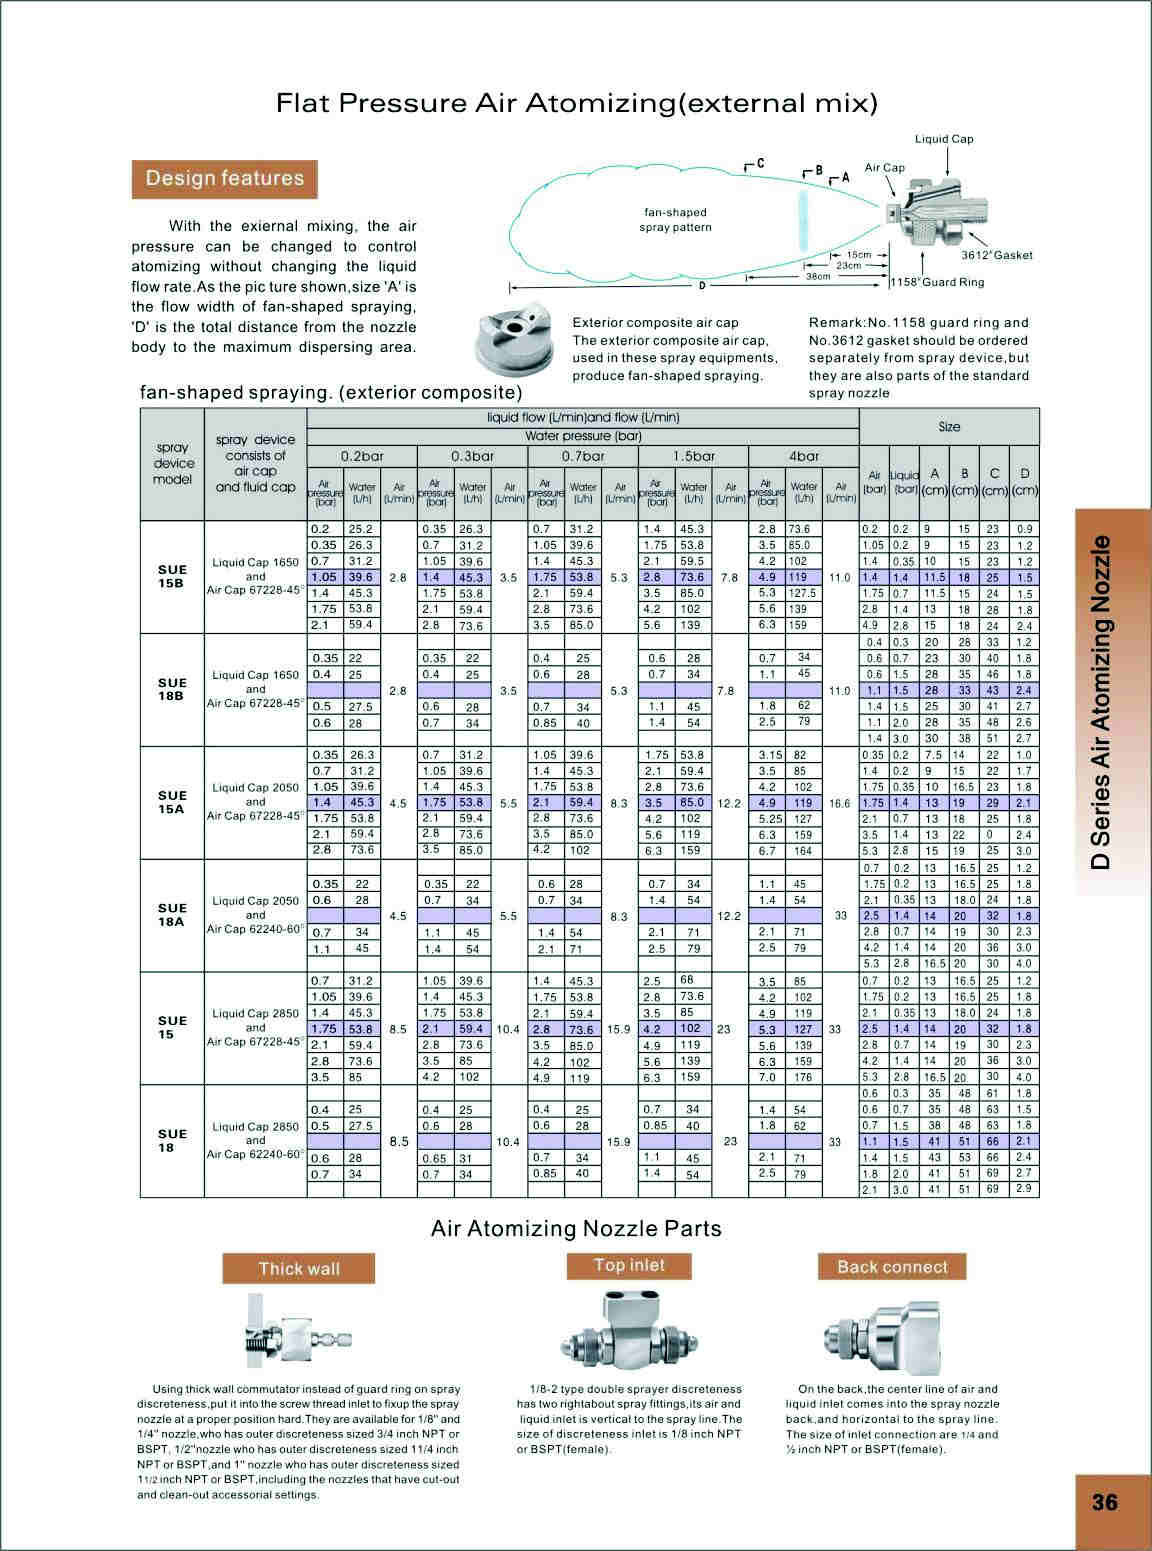 Flat Pressure Air Atomizing(external mix)
Design features
With the exiernal mixing, the air
pressure can be changed to control
atomizing without changing the liquid
flow rate.As the pic ture shown,size 'A' is
the flow width of fan-shaped spraying,
'D' is the total distance from the nozzle
body to the maximum dispersing area.
Liquid Cap
Air Cap
C
B
A
fan-shaped
spray pattern
15cm
23cm
38cm
D
3612"Gasket
1158"Guard Ring
Exterior composite air cap
The exterior composite air cap,
used in these spray equipments,
produce fan-shaped spraying.
Remark:No.1158 guard ring and
No.3612 gasket should be ordered
separately from spray device,but
they are also parts of the standard
spray nozzle
fan-shaped spraying. (exterior composite)
spray device model
spray device consists of air cap and fluid cap
liquid flow (L/min)and flow (L/min)
Water pressure (bar)
Size
0.2bar 0.3bar 0.7bar 1.5bar 4bar
Air pressure (bar) Water (L/h) Air (L/min) Air pressure (bar) Water (L/h) Air (L/min) Air pressure (bar) Water (L/h) Air (L/min) Air pressure (bar) Water (L/h) Air (L/min) Air pressure (bar) Water (L/h) Air (L/min) Air (bar) Liquid (bar) A (cm) B (cm) C (cm) D (cm)
SUE 15B
Liquid Cap 1650 and Air Cap 67228-45°
0.2 25.2 0.35 26.3 0.7 31.2 1.4 45.3 2.8 73.6 0.2 0.2 9 15 23 0.9
0.35 26.3 0.7 31.2 1.05 39.6 1.75 53.8 3.5 85.0 1.05 0.2 9 15 23 1.2
0.7 31.2 1.05 39.6 1.4 45.3 2.1 59.5 4.2 102 1.4 0.35 10 15 23 1.2
1.05 39.6 2.8 1.4 45.3 3.5 1.75 53.8 5.3 2.8 73.6 7.8 4.9 119 11.0 1.4 1.4 11.5 18 25 1.5
1.4 45.3 1.75 53.8 2.1 59.4 3.5 85.0 5.3 127.5 1.75 0.7 11.5 15 24 1.5
1.75 53.8 2.1 59.4 2.8 73.6 4.2 102 5.6 139 2.8 1.4 13 18 28 1.8
2.1 59.4 2.8 73.6 3.5 85.0 5.6 139 6.3 159 4.9 2.8 15 18 24 2.4
SUE 18B
Liquid Cap 1650 and Air Cap 67228-45°
0.4 0.3 20 28 33 1.2
0.35 22 0.35 22 0.4 25 0.6 28 0.7 34 0.6 0.7 23 30 40 1.8
0.4 25 0.4 25 0.6 28 0.7 34 1.1 45 0.6 1.5 28 35 46 1.8
2.8 3.5 5.3 7.8 11.0 1.1 1.5 28 33 43 2.4
0.5 27.5 0.6 28 0.7 34 1.1 45 1.8 62 1.4 1.5 25 30 41 2.7
0.6 28 0.7 34 0.85 40 1.4 54 2.5 79 1.1 2.0 28 35 48 2.6
1.4 3.0 30 38 51 2.7
SUE 15A
Liquid Cap 2050 and Air Cap 67228-45°
0.35 26.3 0.7 31.2 1.05 39.6 1.75 53.8 3.15 82 0.35 0.2 7.5 14 22 1.0
0.7 31.2 1.05 39.6 1.4 45.3 2.1 59.4 3.5 85 1.4 0.2 9 15 22 1.7
1.05 39.6 1.4 45.3 1.75 53.8 2.8 73.6 4.2 102 1.75 0.35 10 16.5 23 1.8
1.4 45.3 4.5 1.75 53.8 5.5 2.1 59.4 8.3 3.5 85.0 12.2 4.9 119 16.6 1.75 1.4 13 19 29 2.1
1.75 53.8 2.1 59.4 2.8 73.6 4.2 102 5.25 127 2.1 0.7 13 18 25 1.8
2.1 59.4 2.8 73.6 3.5 85.0 5.6 119 6.3 159 3.5 1.4 13 22 0 2.4
2.8 73.6 3.5 85.0 4.2 102 6.3 159 6.7 164 5.3 2.8 15 19 25 3.0
SUE 18A
Liquid Cap 2050 and Air Cap 62240-60°
0.7 0.2 13 16.5 25 1.2
0.35 22 0.35 22 0.6 28 0.7 34 1.1 45 1.75 0.2 13 16.5 25 1.8
0.6 28 0.7 34 0.7 34 1.4 54 1.4 54 2.1 0.35 13 18.0 24 1.8
4.5 5.5 8.3 12.2 33 2.5 1.4 14 20 32 1.8
0.7 34 1.1 45 1.4 54 2.1 71 2.1 71 2.8 0.7 14 19 30 2.3
1.1 45 1.4 54 2.1 71 2.5 79 2.5 79 4.2 1.4 14 20 36 3.0
5.3 2.8 16.5 20 30 4.0
SUE 15
Liquid Cap 2850 and Air Cap 67228-45°
0.7 31.2 1.05 39.6 1.4 45.3 2.5 68 3.5 85 0.7 0.2 13 16.5 25 1.2
1.05 39.6 1.4 45.3 1.75 53.8 2.8 73.6 4.2 102 1.75 0.2 13 16.5 25 1.8
1.4 45.3 1.75 53.8 2.1 59.4 3.5 85 4.9 119 2.1 0.35 13 18.0 24 1.8
1.75 53.8 8.5 2.1 59.4 10.4 2.8 73.6 15.9 4.2 102 23 5.3 127 33 2.5 1.4 14 20 32 1.8
2.1 59.4 2.8 73.6 3.5 85.0 4.9 119 5.6 139 2.8 0.7 14 19 30 2.3
2.8 73.6 3.5 85 4.2 102 5.6 139 6.3 159 4.2 1.4 14 20 36 3.0
3.5 85 4.2 102 4.9 119 6.3 159 7.0 176 5.3 2.8 16.5 20 30 4.0
SUE 18
Liquid Cap 2850 and Air Cap 62240-60°
0.6 0.3 35 48 61 1.8
0.4 25 0.4 25 0.4 25 0.7 34 1.4 54 0.6 0.7 35 48 63 1.5
0.5 27.5 0.6 28 0.6 28 0.85 40 1.8 62 0.7 1.5 38 48 63 1.8
8.5 10.4 15.9 23 33 1.1 1.5 41 51 66 2.1
0.6 28 0.65 31 0.7 34 1.1 45 2.1 71 1.4 1.5 43 53 66 2.4
0.7 34 0.7 34 0.85 40 1.4 54 2.5 79 1.8 2.0 41 51 69 2.7
2.1 3.0 41 51 69 2.9
Air Atomizing Nozzle Parts
Thick wall
Using thick wall commutator instead of guard ring on spray
discreteness,put it into the screw thread inlet to fixup the spray
nozzle at a proper position hard.They are available for 1/8" and
1/4" nozzle,who has outer discreteness sized 3/4 inch NPT or
BSPT, 1/2"nozzle who has outer discreteness sized 11/4 inch
NPT or BSPT,and 1" nozzle who has outer discreteness sized
11/2 inch NPT or BSPT,including the nozzles that have cut-out
and clean-out accessorial settings.
Top inlet
1/8-2 type double sprayer discreteness
has two rightabout spray fittings,its air and
liquid inlet is vertical to the spray line.The
size of discreteness inlet is 1/8 inch NPT
or BSPT(female).
Back connect
On the back,the center line of air and
liquid inlet comes into the spray nozzle
back,and horizontal to the spray line.
The size of inlet connection are 1/4 and
½ inch NPT or BSPT(female).
D Series Air Atomizing Nozzle
36